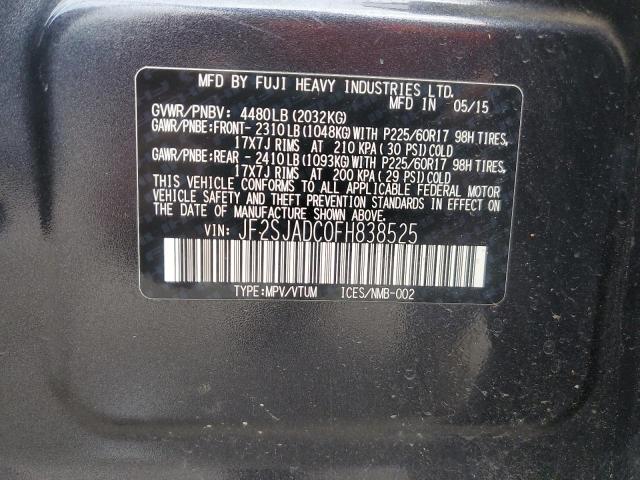 MFD BY FUJI HEAVY INDUSTRIES LTD.
MFD IN 05/15
GVWR/PNBV: 4480LB (2032KG)
GAWR/PNBE:FRONT- 2310LB (1048KG) WITH P225/60R17 98H TIRES,
17X7J RIMS AT 210 KPA ( 30 PSI) COLD
GAWR/PNBE:REAR - 2410LB (1093KG) WITH P225/60R17 98H TIRES,
17X7J RIMS AT 200 KPA ( 29 PSI) COLD
THIS VEHICLE CONFORMS TO ALL APPLICABLE FEDERAL MOTOR
VEHICLE SAFETY AND THEFT PREVENTION STANDARDS IN EFFECT ON
THE DATE OF MANUFACTURE SHOWN ABOVE.
VIN: JF2SJADC0FH838525
TYPE:MPV/VTUM ICES/NMB-002